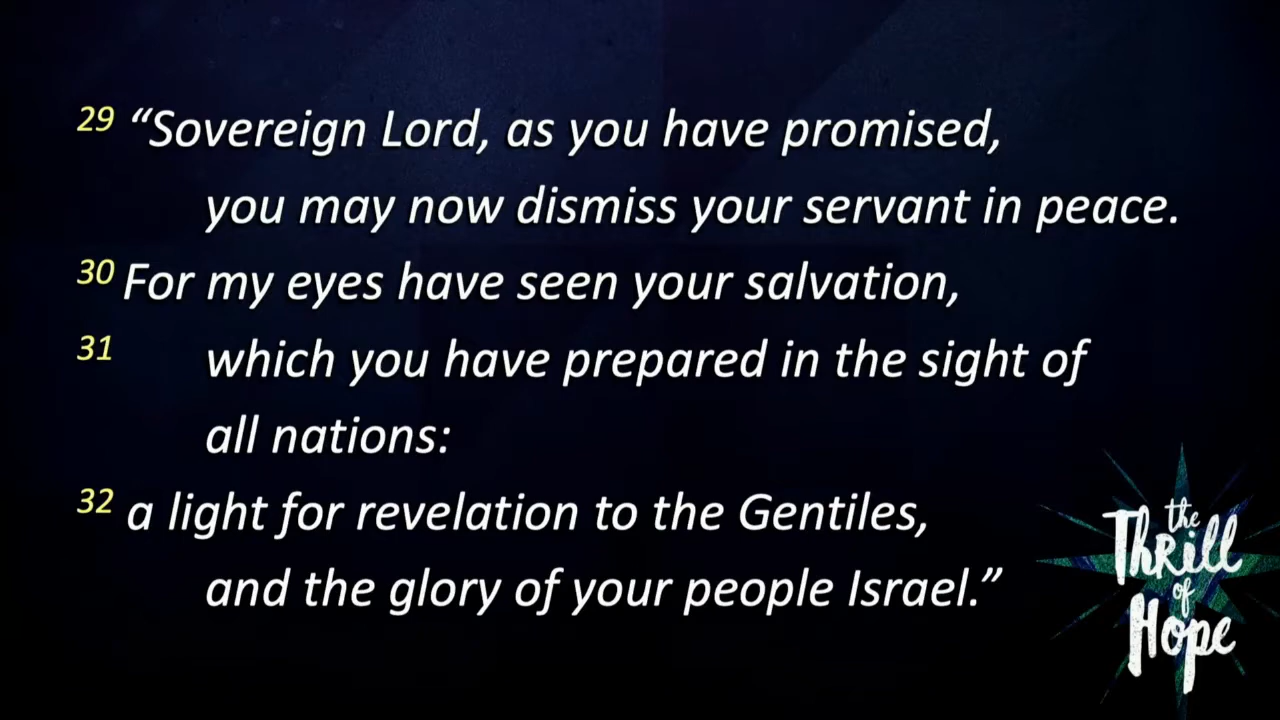 29 “Sovereign Lord, as you have promised,
you may now dismiss your servant in peace.
30 For my eyes have seen your salvation,
31 which you have prepared in the sight of
all nations:
32 a light for revelation to the Gentiles,
and the glory of your people Israel.”
the
Thrill
of
Hope